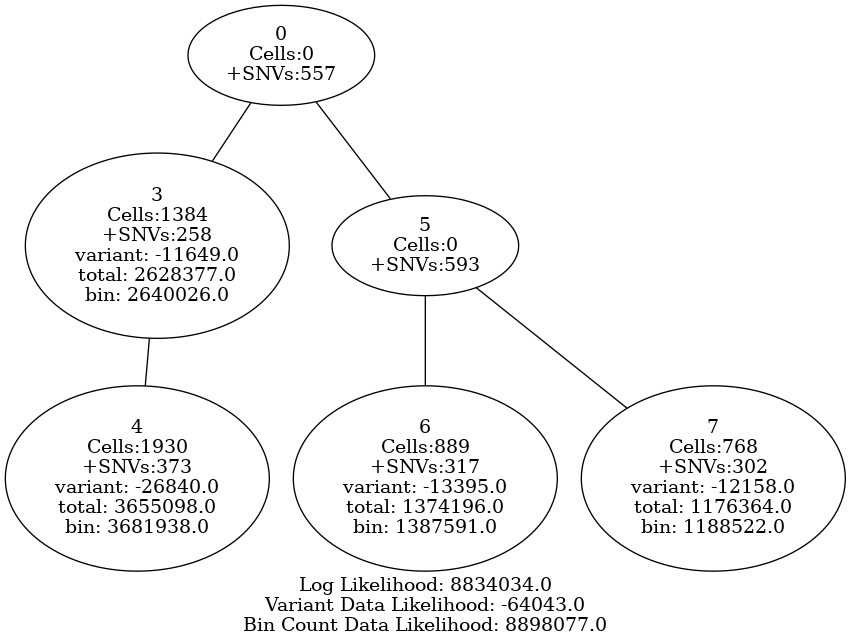 0
Cells:0
+SNVs:557
3
Cells:1384
+SNVs:258
variant: -11649.0
total: 2628377.0
bin: 2640026.0
5
Cells:0
+SNVs:593
4
Cells:1930
+SNVs:373
variant: -26840.0
total: 3655098.0
bin: 3681938.0
6
Cells:889
+SNVs:317
variant: -13395.0
total: 1374196.0
bin: 1387591.0
7
Cells:768
+SNVs:302
variant: -12158.0
total: 1176364.0
bin: 1188522.0
Log Likelihood: 8834034.0
Variant Data Likelihood: -64043.0
Bin Count Data Likelihood: 8898077.0